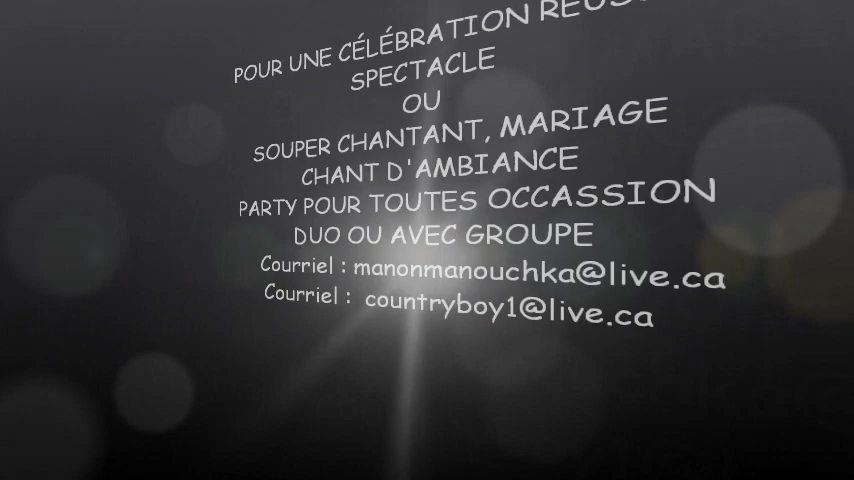 POUR UNE CÉLÉBRATION
SPECTACLE
OU
SOUPER CHANTANT, MARIAGE
CHANT D'AMBIANCE
PARTY POUR TOUTES OCCASSION
DUO OU AVEC GROUPE
Courriel : manonmanouchka@live.ca
Courriel : countryboy1@live.ca